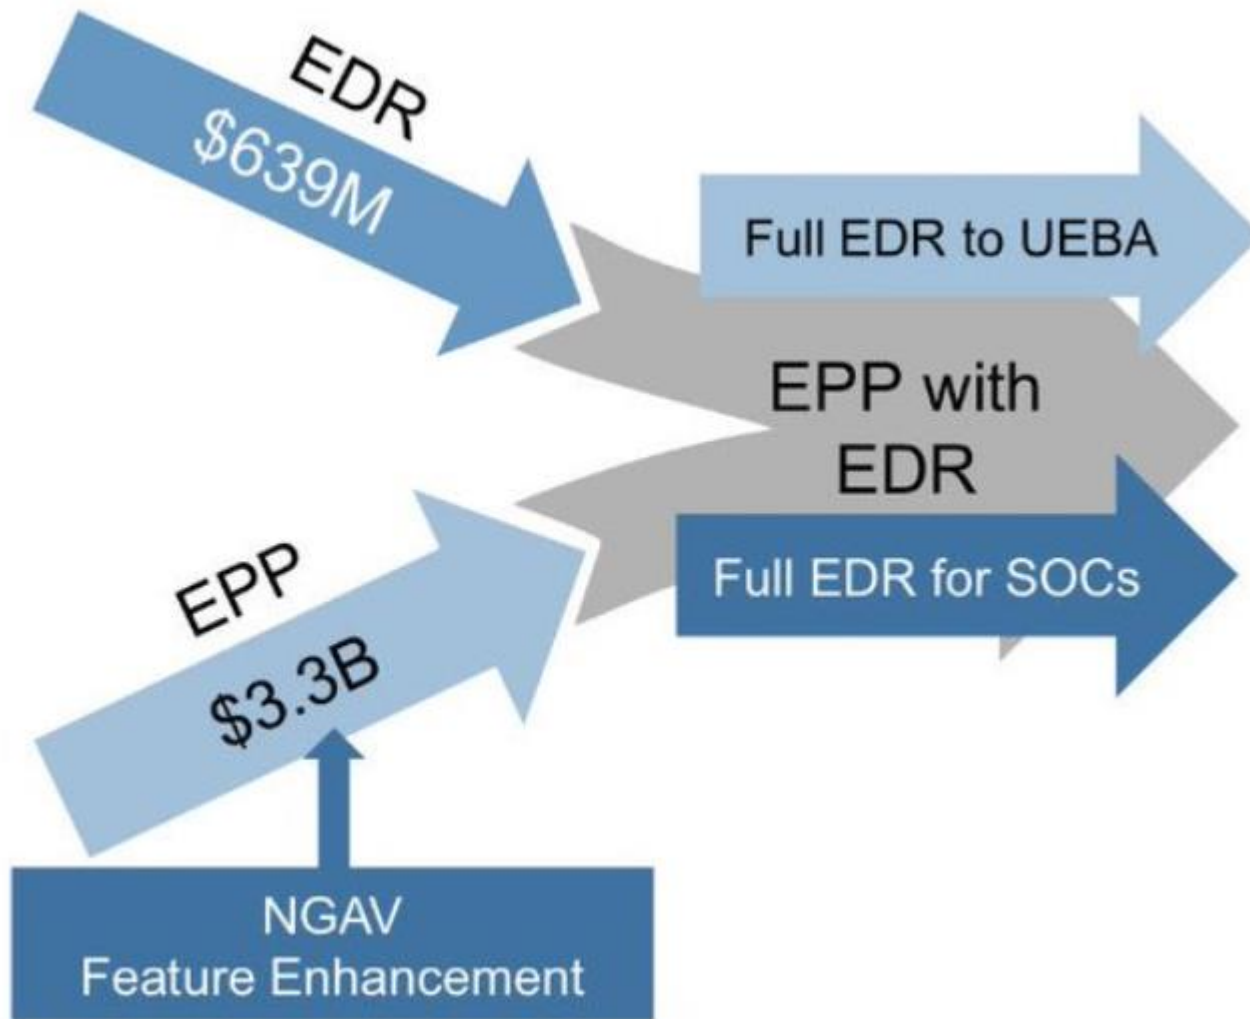 EDR
$639M
Full EDR to UEBA
EPP with
EDR
Full EDR for SOCs
EPP
$3.3B
NGAV
Feature Enhancement